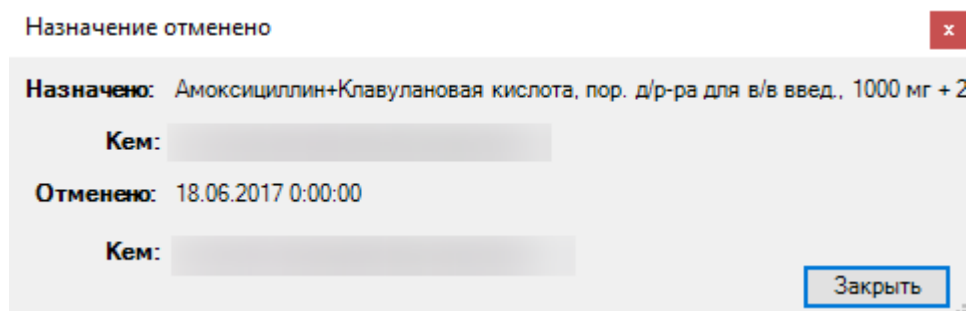 Назначение отменено
x
Назначено: Амоксициллин+Клавулановая кислота, пор. д/р-ра для в/в введ., 1000 мг + 2
Кем:
Отменено: 18.06.2017 0:00:00
Кем:
Закрыть